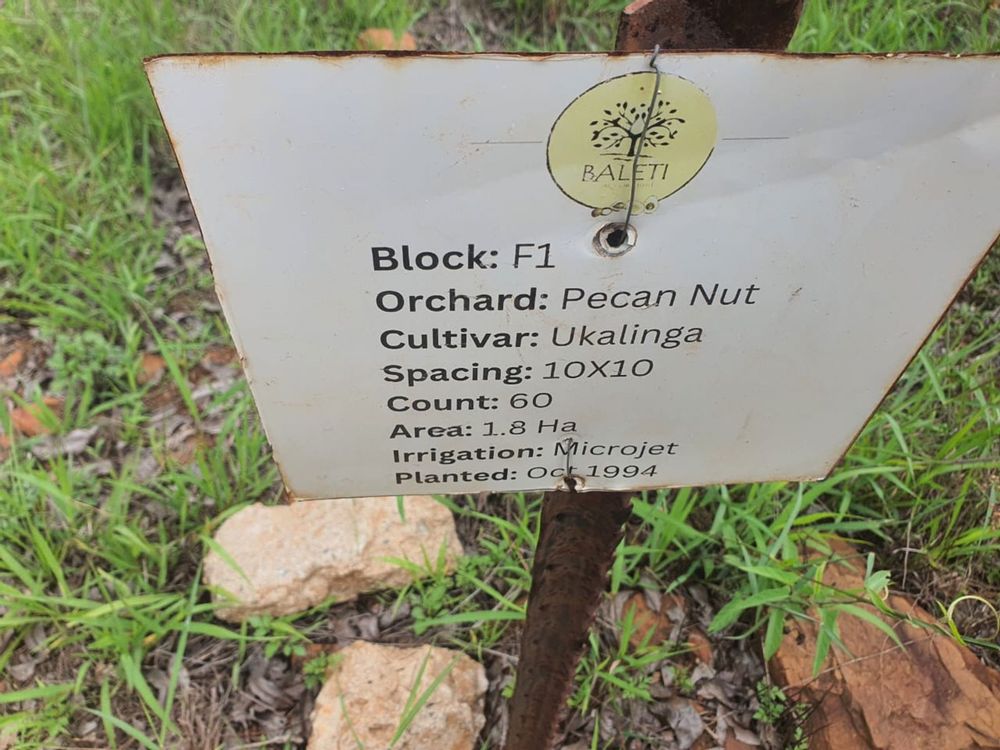 BALETI
Block: F1
Orchard: Pecan Nut
Cultivar: Ukalinga
Spacing: 10X10
Count: 60
Area: 1.8 Ha
Irrigation: Microjet
Planted: Oct 1994